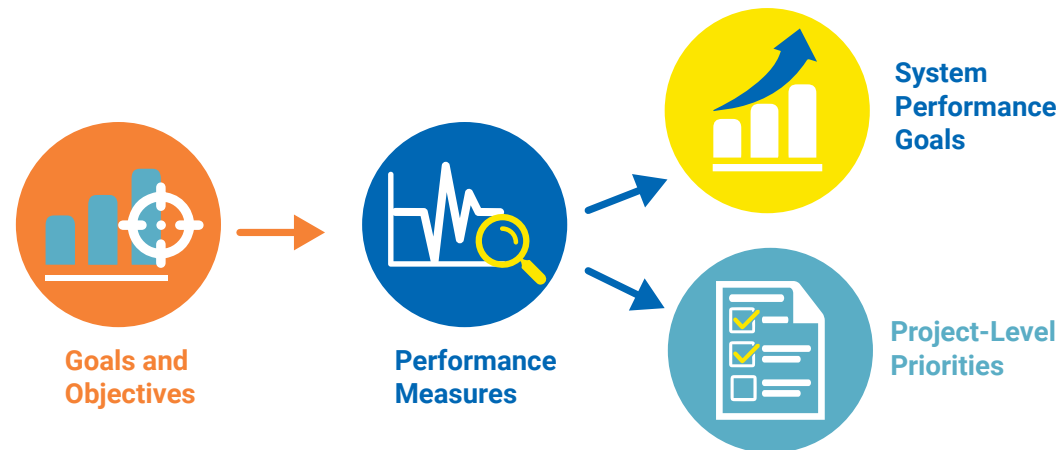 Goals and
Objectives
Performance
Measures
System
Performance
Goals
Project-Level
Priorities